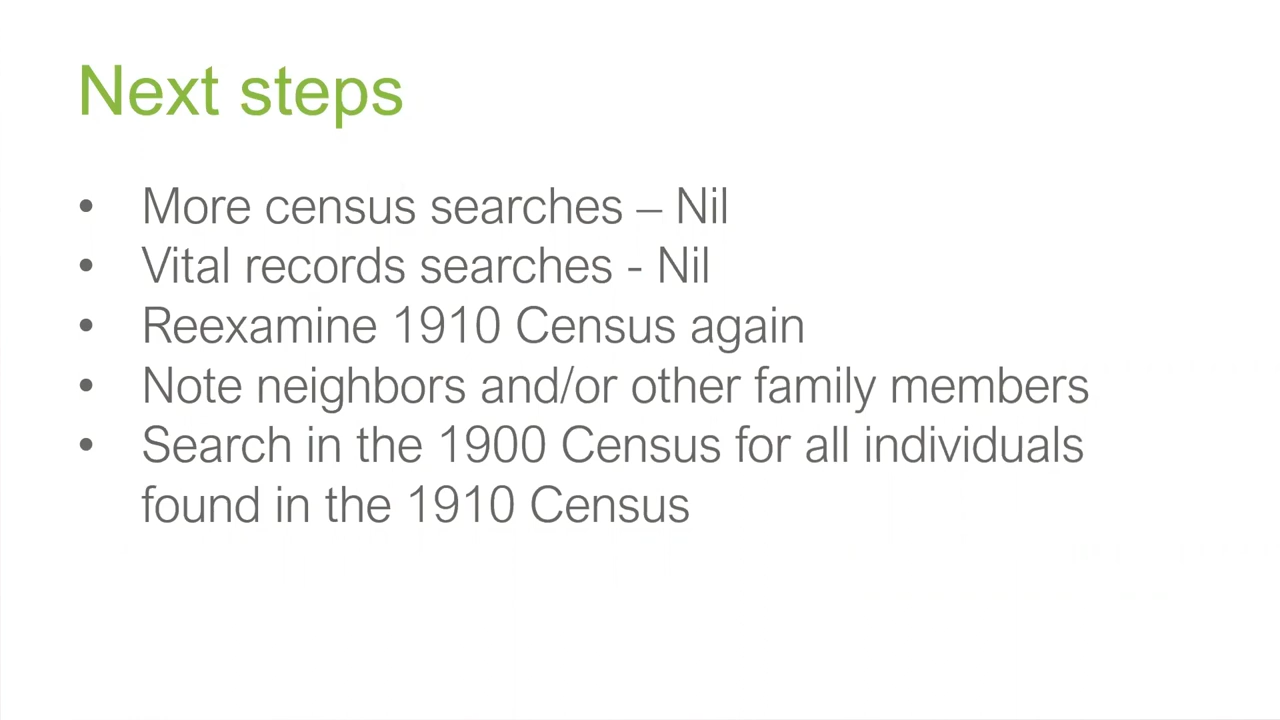 Next steps
• More census searches – Nil
• Vital records searches - Nil
• Reexamine 1910 Census again
• Note neighbors and/or other family members
• Search in the 1900 Census for all individuals
found in the 1910 Census